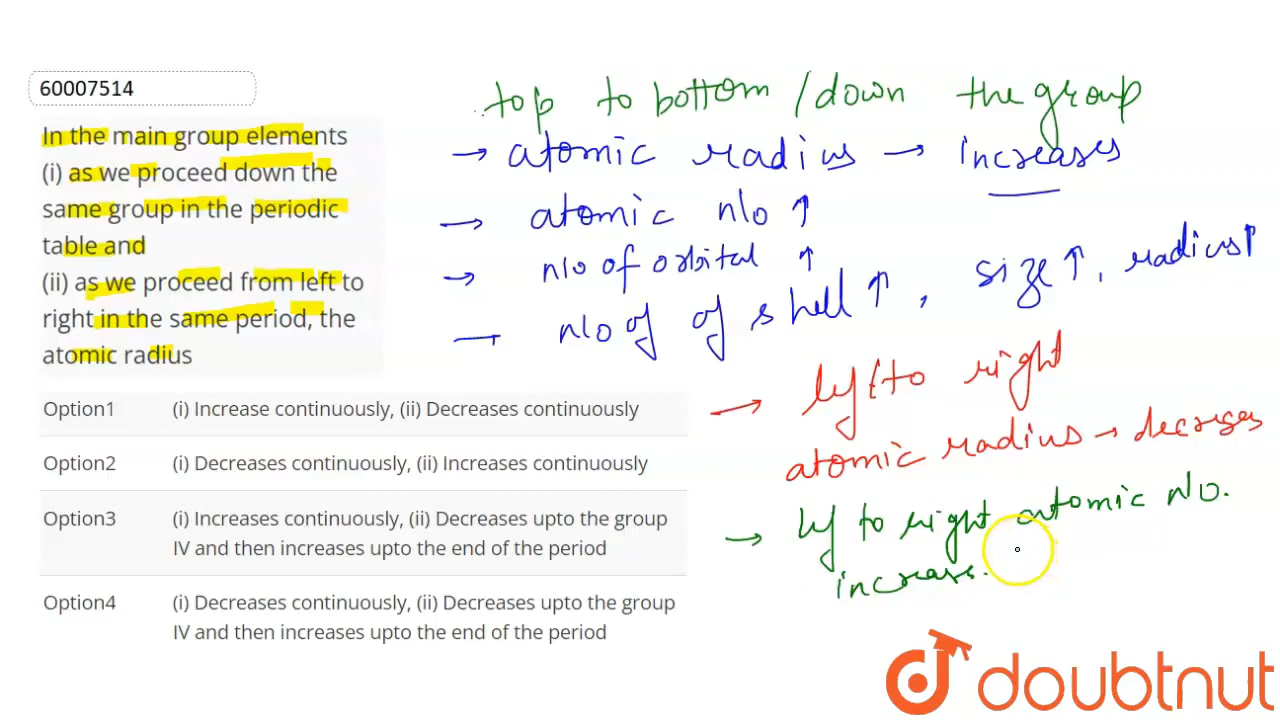 60007514
In the main group elements
(i) as we proceed down the
same group in the periodic
table and
(ii) as we proceed from left to
right in the same period, the
atomic radius
Option1 (i) Increase continuously, (ii) Decreases continuously
Option2 (i) Decreases continuously, (ii) Increases continuously
Option3 (i) Increases continuously, (ii) Decreases upto the group
IV and then increases upto the end of the period
Option4 (i) Decreases continuously, (ii) Decreases upto the group
IV and then increases upto the end of the period
top to bottom / down the group
→ atomic radius → increases
→ atomic n/o ↑
→ n/o of orbital ↑
→ n/o of of shell ↑, size ↑, radius ↑
→ left to right
atomic radius → decreses
→ left to right atomic No.
increase.
doubtnut